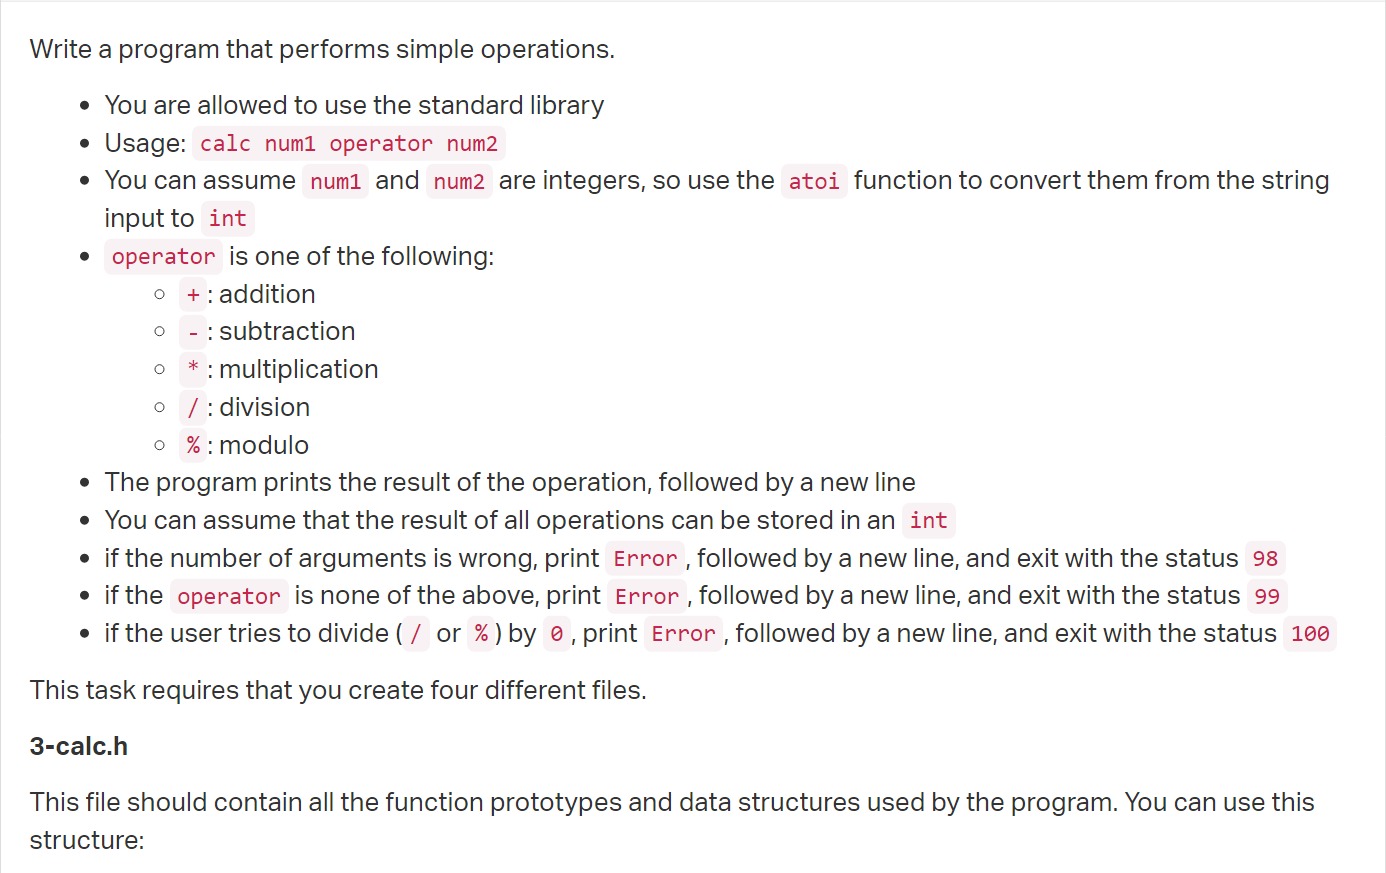 Write a program that performs simple operations.
• You are allowed to use the standard library
• Usage: calc num1 operator num2
• You can assume num1 and num2 are integers, so use the atoi function to convert them from the string
input to int
• operator is one of the following:
○ + : addition
○ - : subtraction
○ * : multiplication
○ / : division
○ % : modulo
• The program prints the result of the operation, followed by a new line
• You can assume that the result of all operations can be stored in an int
• if the number of arguments is wrong, print Error, followed by a new line, and exit with the status 98
• if the operator is none of the above, print Error, followed by a new line, and exit with the status 99
• if the user tries to divide ( / or % ) by 0, print Error, followed by a new line, and exit with the status 100
This task requires that you create four different files.
3-calc.h
This file should contain all the function prototypes and data structures used by the program. You can use this
structure: